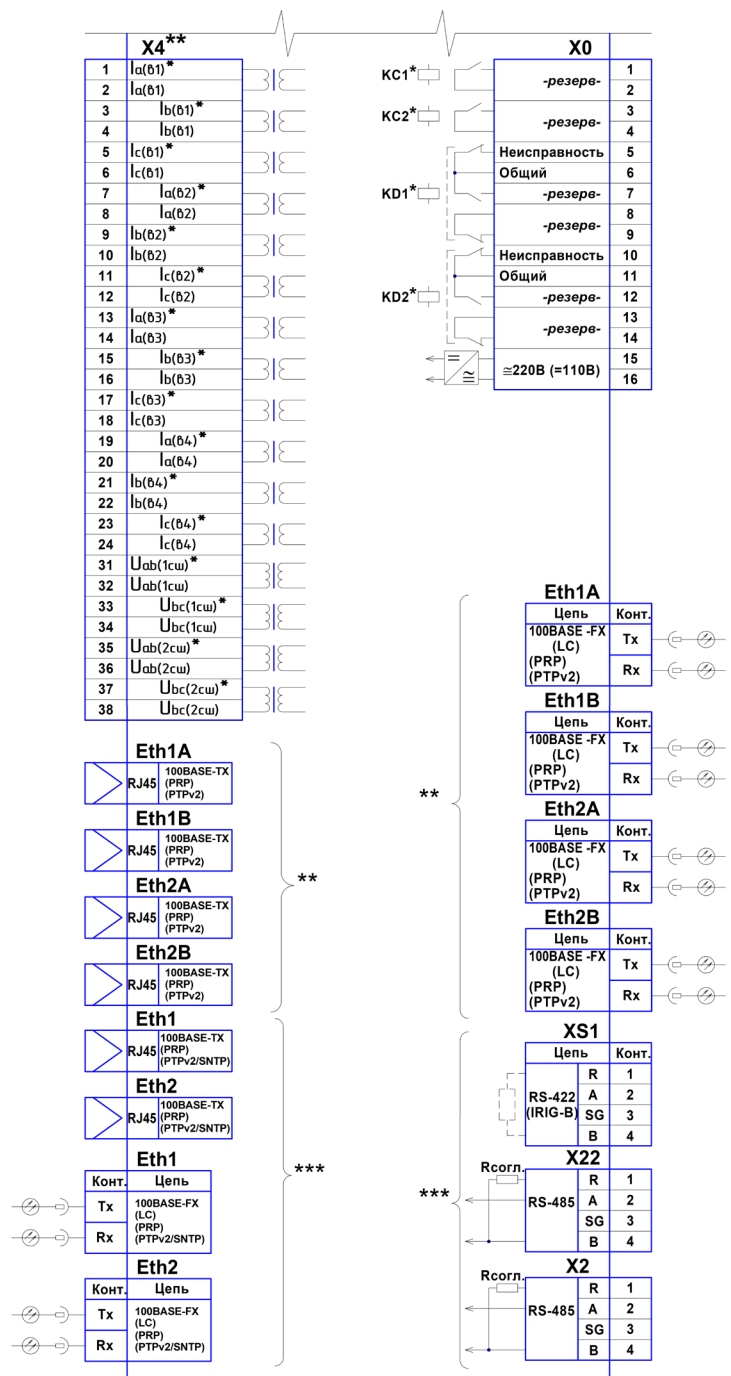 X4**
1 Ia(в1)*
2 Ia(в1)
3 Ib(в1)*
4 Ib(в1)
5 Ic(в1)*
6 Ic(в1)
7 Ia(в2)*
8 Ia(в2)
9 Ib(в2)*
10 Ib(в2)
11 Ic(в2)*
12 Ic(в2)
13 Ia(в3)*
14 Ia(в3)
15 Ib(в3)*
16 Ib(в3)
17 Ic(в3)*
18 Ic(в3)
19 Ia(в4)*
20 Ia(в4)
21 Ib(в4)*
22 Ib(в4)
23 Ic(в4)*
24 Ic(в4)
31 Uab(1сш)*
32 Uab(1сш)
33 Ubc(1сш)*
34 Ubc(1сш)
35 Uab(2сш)*
36 Uab(2сш)
37 Ubc(2сш)*
38 Ubc(2сш)
Eth1A
RJ45
100BASE-TX
(PRP)
(PTPv2)
Eth1B
RJ45
100BASE-TX
(PRP)
(PTPv2)
Eth2A
RJ45
100BASE-TX
(PRP)
(PTPv2)
Eth2B
RJ45
100BASE-TX
(PRP)
(PTPv2)
**
Eth1
RJ45
100BASE-TX
(PRP)
(PTPv2/SNTP)
Eth2
RJ45
100BASE-TX
(PRP)
(PTPv2/SNTP)
Eth1
Конт. Цепь
Tx
Rx
100BASE-FX
(LC)
(PRP)
(PTPv2/SNTP)
Eth2
Конт. Цепь
Tx
Rx
100BASE-FX
(LC)
(PRP)
(PTPv2/SNTP)
***
X0
KC1*
-резерв-
1
2
KC2*
-резерв-
3
4
KD1*
Неисправность 5
Общий 6
-резерв- 7
-резерв-
8
9
KD2*
Неисправность 10
Общий 11
-резерв- 12
-резерв-
13
14
≅220В (=110В)
15
16
= ≅
Eth1A
Цепь Конт.
100BASE -FX
(LC)
(PRP)
(PTPv2)
Tx
Rx
Eth1B
Цепь Конт.
100BASE -FX
(LC)
(PRP)
(PTPv2)
Tx
Rx
Eth2A
Цепь Конт.
100BASE -FX
(LC)
(PRP)
(PTPv2)
Tx
Rx
Eth2B
Цепь Конт.
100BASE -FX
(LC)
(PRP)
(PTPv2)
Tx
Rx
**
XS1
Цепь Конт.
RS-422
(IRIG-B)
R 1
A 2
SG 3
B 4
X22
Rсогл.
RS-485
R 1
A 2
SG 3
B 4
X2
Rсогл.
RS-485
R 1
A 2
SG 3
B 4
***